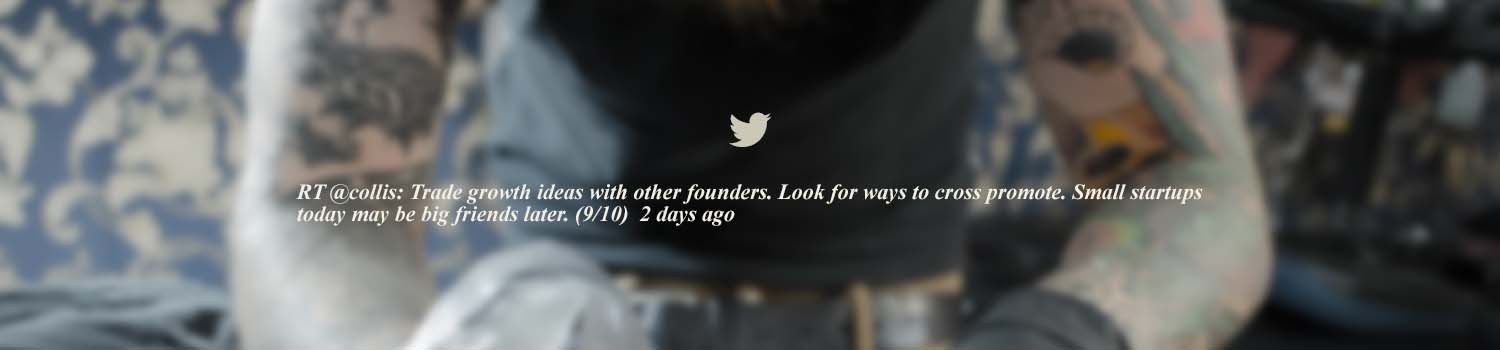 RT @collis: Trade growth ideas with other founders. Look for ways to cross promote. Small startups
today may be big friends later. (9/10) 2 days ago